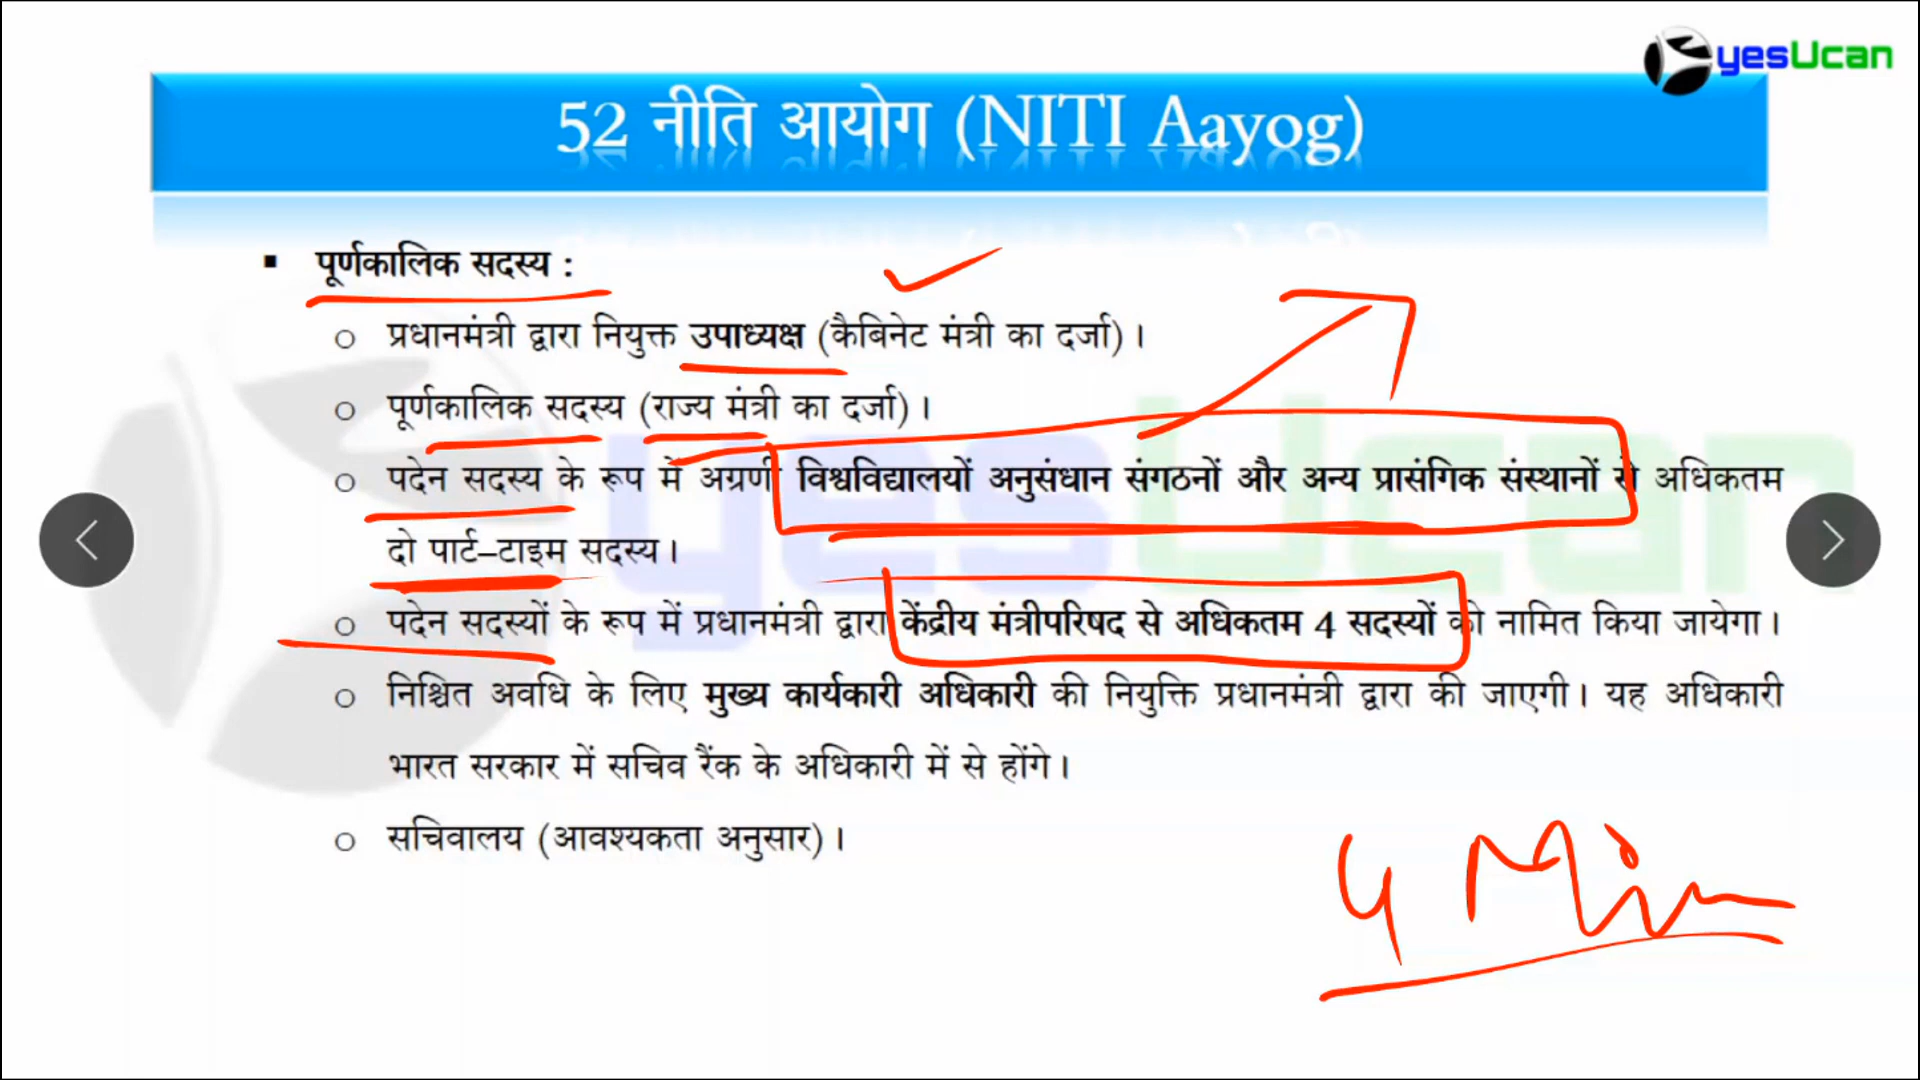 yesUcan
52 नीति आयोग (NITI Aayog)
▪ पूर्णकालिक सदस्य :
o प्रधानमंत्री द्वारा नियुक्त उपाध्यक्ष (कैबिनेट मंत्री का दर्जा)।
o पूर्णकालिक सदस्य (राज्य मंत्री का दर्जा)।
o पदेन सदस्य के रूप में अग्रणी विश्वविद्यालयों अनुसंधान संगठनों और अन्य प्रासंगिक संस्थानों से अधिकतम
दो पार्ट–टाइम सदस्य।
o पदेन सदस्यों के रूप में प्रधानमंत्री द्वारा केंद्रीय मंत्रीपरिषद से अधिकतम 4 सदस्यों को नामित किया जायेगा।
o निश्चित अवधि के लिए मुख्य कार्यकारी अधिकारी की नियुक्ति प्रधानमंत्री द्वारा की जाएगी। यह अधिकारी
भारत सरकार में सचिव रैंक के अधिकारी में से होंगे।
o सचिवालय (आवश्यकता अनुसार)।
4 Min